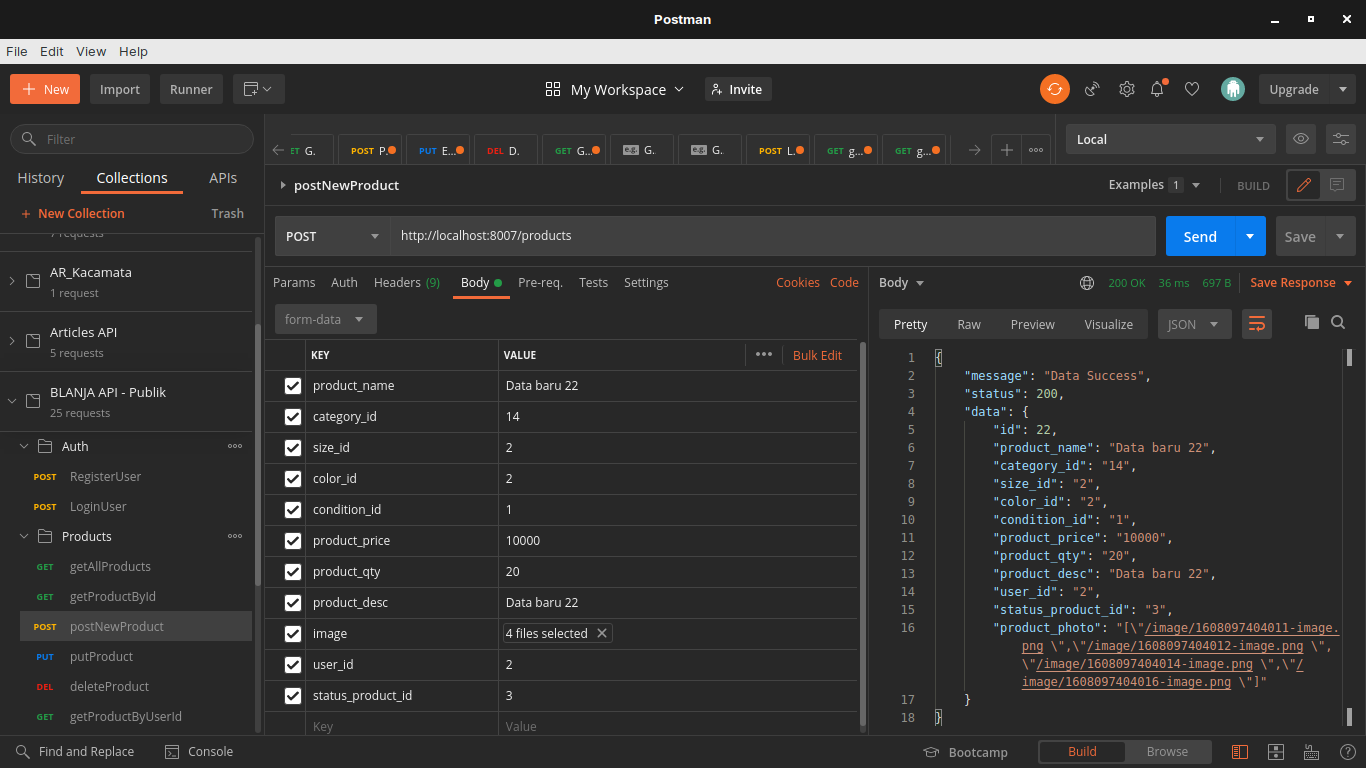 Postman
File Edit View Help
New Import Runner My Workspace Invite Upgrade
Filter
ET G. POST P. PUT E... DEL D. GET G... e.g. G. e.g. G. POST L. GET g... GET g... Local
History Collections APIs
New Collection Trash
7 requests
AR_Kacamata
1 request
Articles API
5 requests
BLANJA API - Publik
25 requests
Auth
POST RegisterUser
POST LoginUser
Products
GET getAllProducts
GET getProductById
POST postNewProduct
PUT putProduct
DEL deleteProduct
GET getProductByUserId
postNewProduct Examples 1 BUILD
POST http://localhost:8007/products Send Save
Params Auth Headers (9) Body Pre-req. Tests Settings Cookies Code
form-data
KEY VALUE Bulk Edit
product_name Data baru 22
category_id 14
size_id 2
color_id 2
condition_id 1
product_price 10000
product_qty 20
product_desc Data baru 22
image 4 files selected
user_id 2
status_product_id 3
Key Value
Body 200 OK 36 ms 697 B Save Response
Pretty Raw Preview Visualize JSON
1 {
2 "message": "Data Success",
3 "status": 200,
4 "data": {
5 "id": 22,
6 "product_name": "Data baru 22",
7 "category_id": "14",
8 "size_id": "2",
9 "color_id": "2",
10 "condition_id": "1",
11 "product_price": "10000",
12 "product_qty": "20",
13 "product_desc": "Data baru 22",
14 "user_id": "2",
15 "status_product_id": "3",
16 "product_photo": "[\"/image/1608097404011-image.
png \",\"/image/1608097404012-image.png \",
\"/image/1608097404014-image.png \",\"/
image/1608097404016-image.png \"]"
17 }
18 }
Find and Replace Console Bootcamp Build Browse